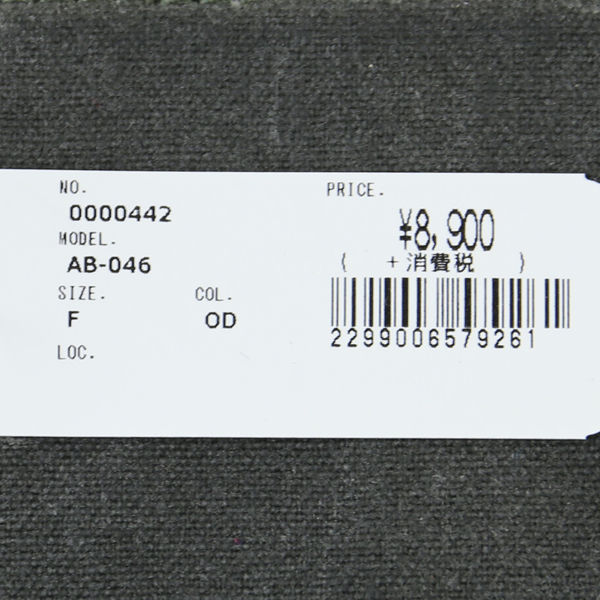 NO.
0000442
MODEL.
AB-046
SIZE. COL.
F OD
LOC.
PRICE.
¥8,900
( +消費税 )
2299006579261